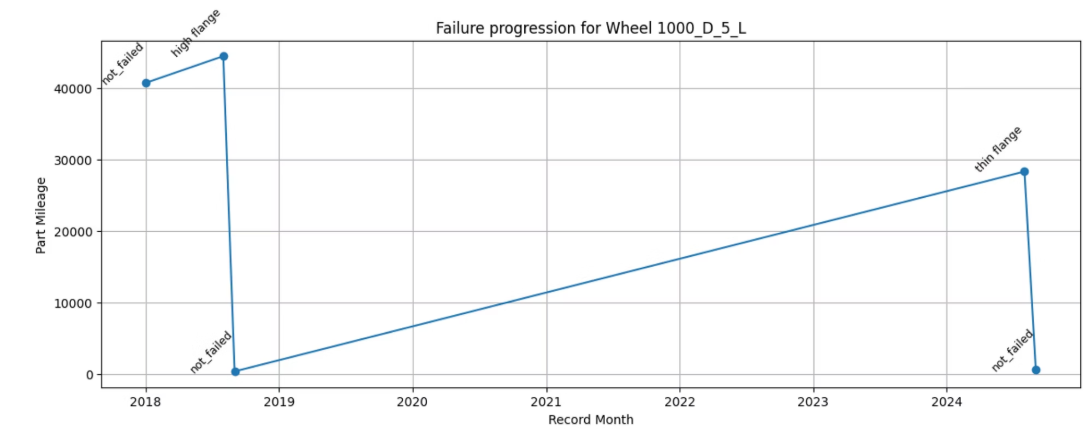 Failure progression for Wheel 1000_D_5_L
high flange
not_failed
40000
thin flange
30000
Part Mileage
20000
10000
not_failed
not_failed
0
2018 2019 2020 2021 2022 2023 2024
Record Month